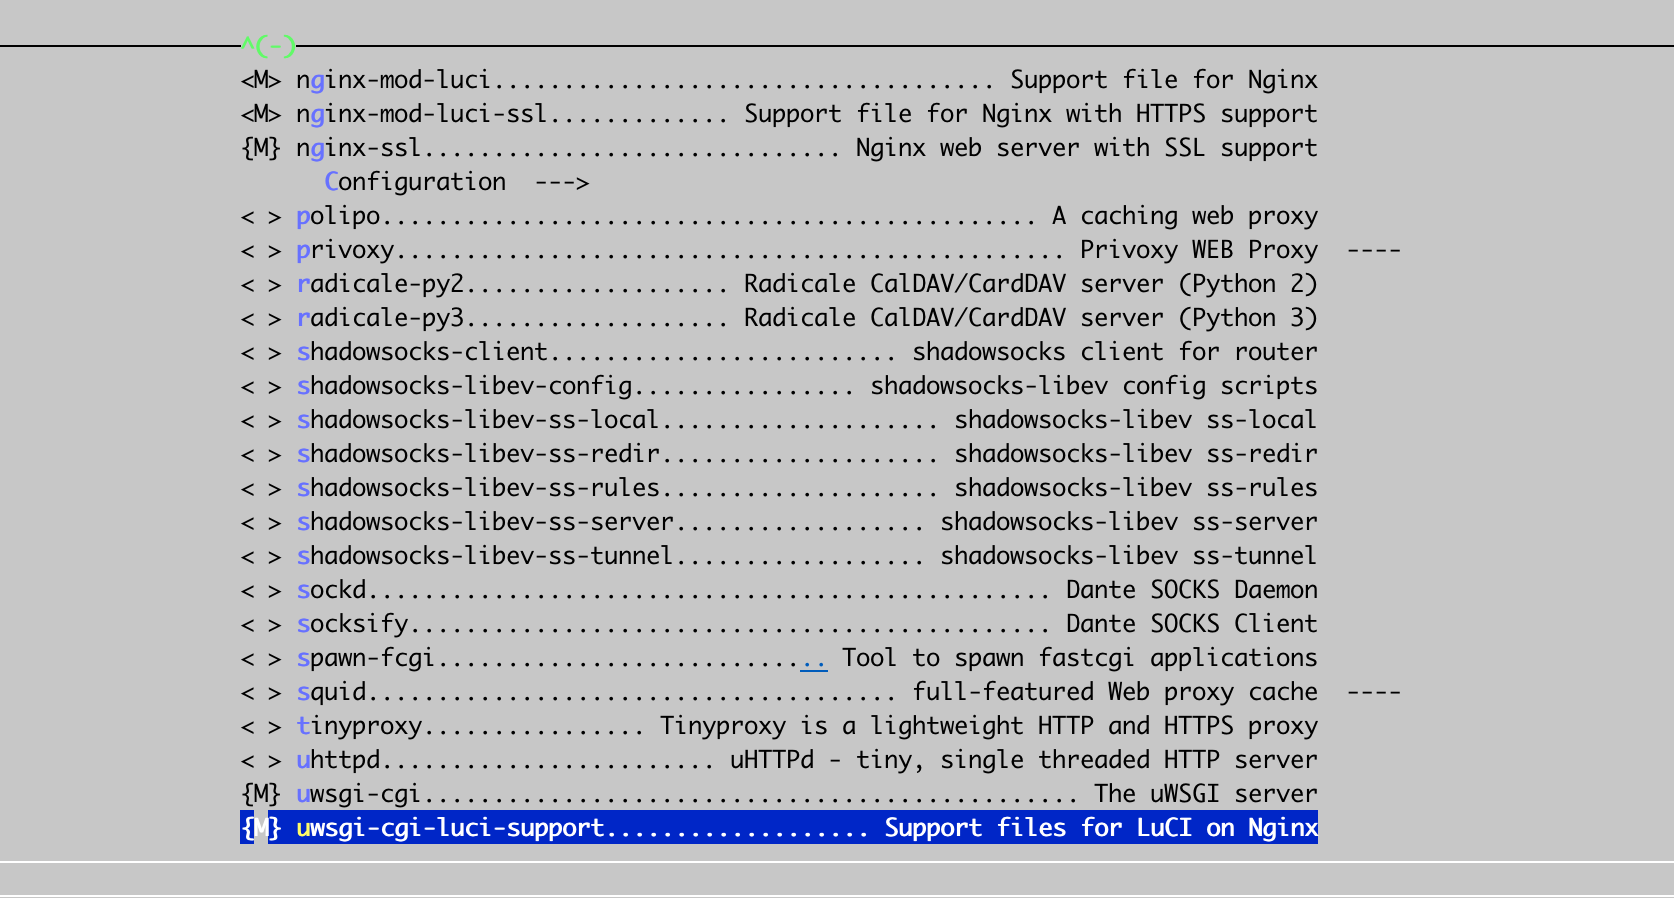 ^(-)
<M> nginx-mod-luci.................................... Support file for Nginx
<M> nginx-mod-luci-ssl............. Support file for Nginx with HTTPS support
{M} nginx-ssl.............................. Nginx web server with SSL support
Configuration  --->
< > polipo............................................... A caching web proxy
< > privoxy................................................ Privoxy WEB Proxy  ----
< > radicale-py2................... Radicale CalDAV/CardDAV server (Python 2)
< > radicale-py3................... Radicale CalDAV/CardDAV server (Python 3)
< > shadowsocks-client......................... shadowsocks client for router
< > shadowsocks-libev-config................ shadowsocks-libev config scripts
< > shadowsocks-libev-ss-local.................... shadowsocks-libev ss-local
< > shadowsocks-libev-ss-redir.................... shadowsocks-libev ss-redir
< > shadowsocks-libev-ss-rules.................... shadowsocks-libev ss-rules
< > shadowsocks-libev-ss-server.................. shadowsocks-libev ss-server
< > shadowsocks-libev-ss-tunnel.................. shadowsocks-libev ss-tunnel
< > sockd................................................. Dante SOCKS Daemon
< > socksify.............................................. Dante SOCKS Client
< > spawn-fcgi............................ Tool to spawn fastcgi applications
< > squid...................................... full-featured Web proxy cache  ----
< > tinyproxy................ Tinyproxy is a lightweight HTTP and HTTPS proxy
< > uhttpd........................ uHTTPd - tiny, single threaded HTTP server
{M} uwsgi-cgi............................................... The uWSGI server
{M} uwsgi-cgi-luci-support................... Support files for LuCI on Nginx